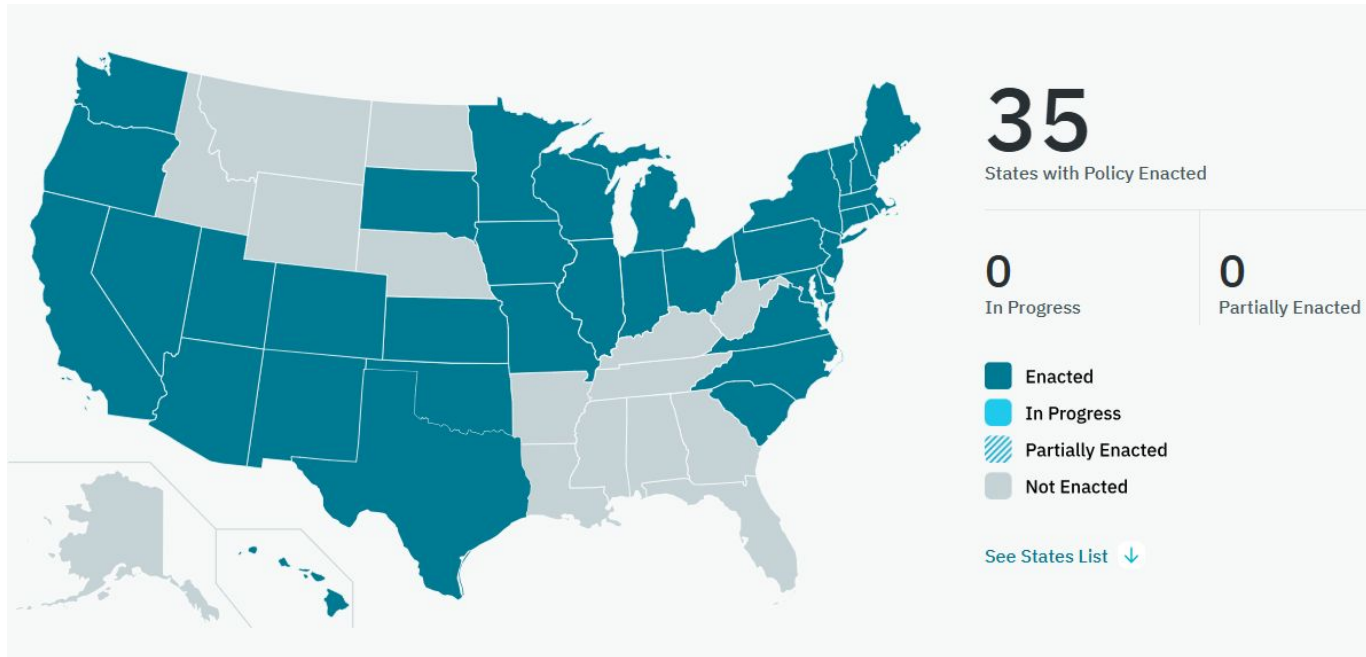 35
States with Policy Enacted
0
In Progress
0
Partially Enacted
Enacted
In Progress
Partially Enacted
Not Enacted
See States List